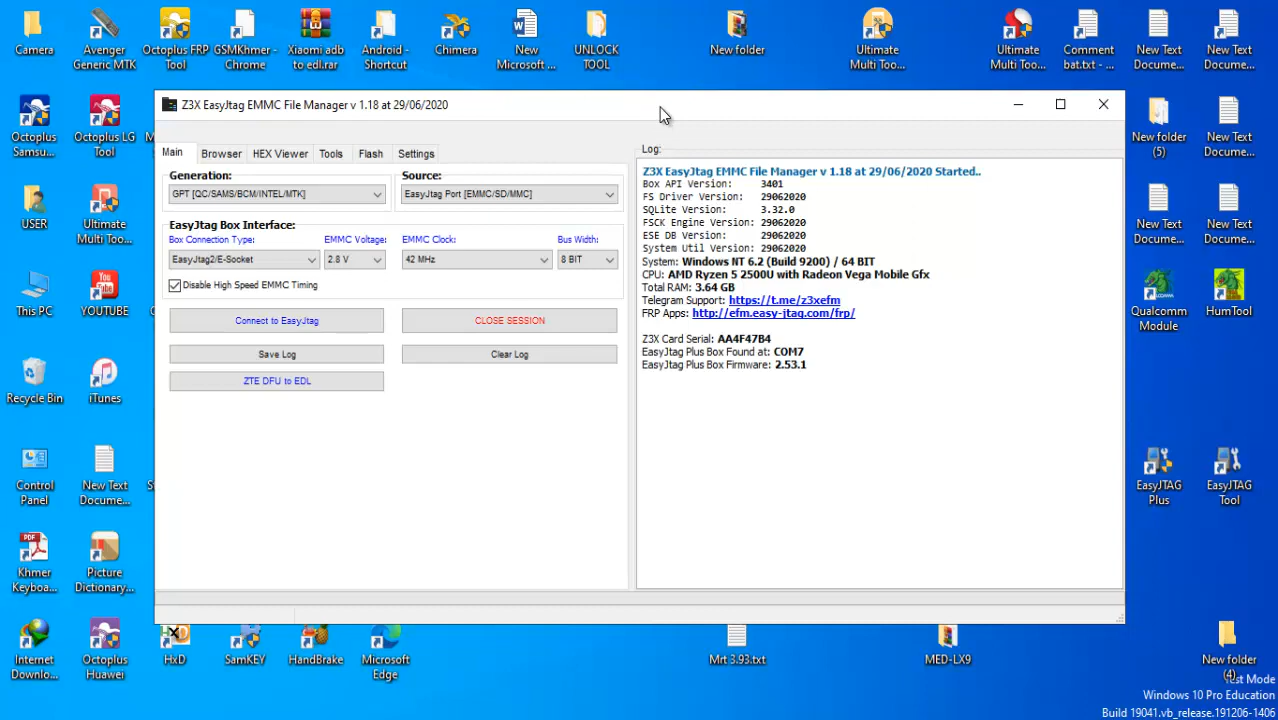 Camera
Avenger
Generic MTK
Octoplus FRP
Tool
GSMKhmer -
Chrome
Xiaomi adb
to edl.rar
Android -
Shortcut
Chimera
New
Microsoft ...
UNLOCK
TOOL
New folder
Ultimate
Multi Too...
Ultimate
Multi Too...
Comment
bat.txt - ...
New Text
Docume...
New Text
Docume...
Octoplus
Samsu...
Octoplus LG
Tool
USER
Ultimate
Multi Too...
This PC
YOUTUBE
Recycle Bin
iTunes
Control
Panel
New Text
Docume...
Khmer
Keyboa...
Picture
Dictionary...
Internet
Downlo...
Octoplus
Huawei
Z3X EasyJtag EMMC File Manager v 1.18 at 29/06/2020
Main Browser HEX Viewer Tools Flash Settings
Generation:
GPT [QC/SAMS/BCM/INTEL/MTK]
Source:
EasyJtag Port [EMMC/SD/MMC]
EasyJtag Box Interface:
Box Connection Type: EMMC Voltage: EMMC Clock: Bus Width:
EasyJtag2/E-Socket 2.8 V 42 MHz 8 BIT
Disable High Speed EMMC Timing
Connect to EasyJtag CLOSE SESSION
Save Log Clear Log
ZTE DFU to EDL
Log:
Z3X EasyJtag EMMC File Manager v 1.18 at 29/06/2020 Started..
Box API Version: 3401
FS Driver Version: 29062020
SQLite Version: 3.32.0
FSCK Engine Version: 29062020
ESE DB Version: 29062020
System Util Version: 29062020
System: Windows NT 6.2 (Build 9200) / 64 BIT
CPU: AMD Ryzen 5 2500U with Radeon Vega Mobile Gfx
Total RAM: 3.64 GB
Telegram Support: https://t.me/z3xefm
FRP Apps: http://efm.easy-jtag.com/frp/
Z3X Card Serial: AA4F47B4
EasyJtag Plus Box Found at: COM7
EasyJtag Plus Box Firmware: 2.53.1
New folder
(5)
New Text
Docume...
New Text
Docume...
New Text
Docume...
Qualcomm
Module
HumTool
EasyJTAG
Plus
EasyJTAG
Tool
HxD
SamKEY
HandBrake
Microsoft
Edge
Mrt 3.93.txt
MED-LX9
New folder
(4)
Windows 10 Pro Education
Build 19041.vb_release.191206-1406